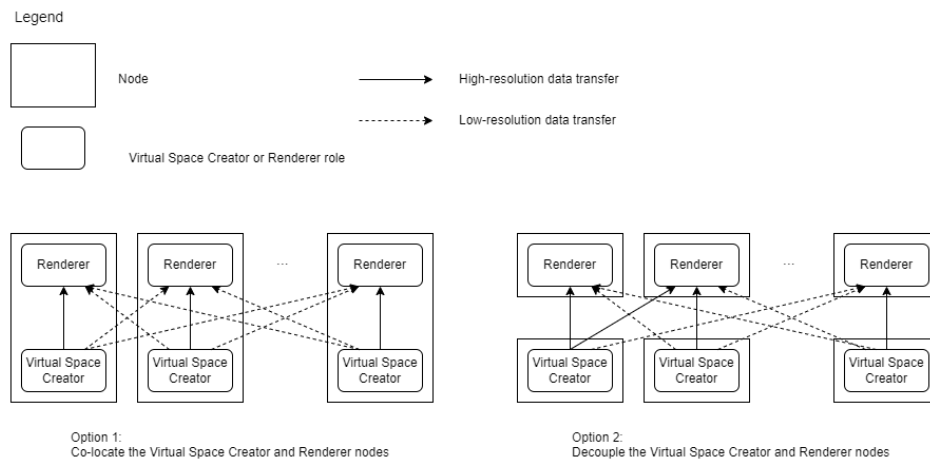 Legend
Node
High-resolution data transfer
Low-resolution data transfer
Virtual Space Creator or Renderer role
Renderer
Renderer
...
Renderer
Renderer
Renderer
...
Renderer
Virtual Space
Creator
Virtual Space
Creator
Virtual Space
Creator
Virtual Space
Creator
Virtual Space
Creator
Virtual Space
Creator
Option 1:
Co-locate the Virtual Space Creator and Renderer nodes
Option 2:
Decouple the Virtual Space Creator and Renderer nodes